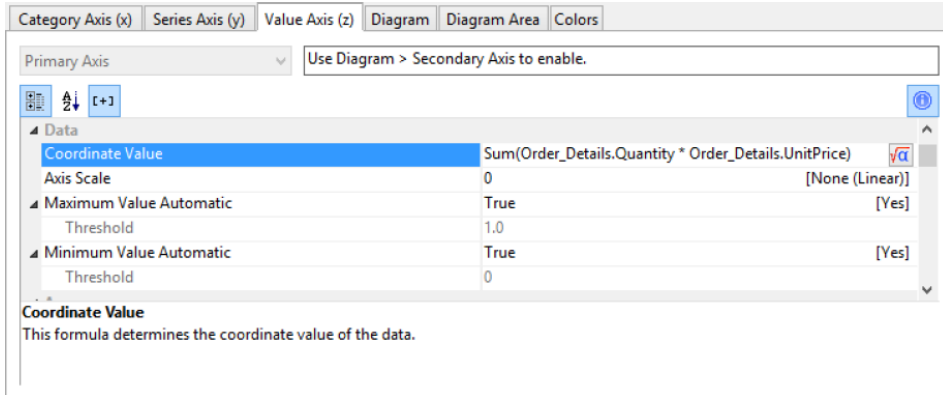 Category Axis (x) Series Axis (y) Value Axis (z) Diagram Diagram Area Colors
Primary Axis Use Diagram > Secondary Axis to enable.
A Z [+]
Data
Coordinate Value Sum(Order_Details.Quantity * Order_Details.UnitPrice) √α
Axis Scale 0 [None (Linear)]
Maximum Value Automatic True [Yes]
Threshold 1.0
Minimum Value Automatic True [Yes]
Threshold 0
Coordinate Value
This formula determines the coordinate value of the data.